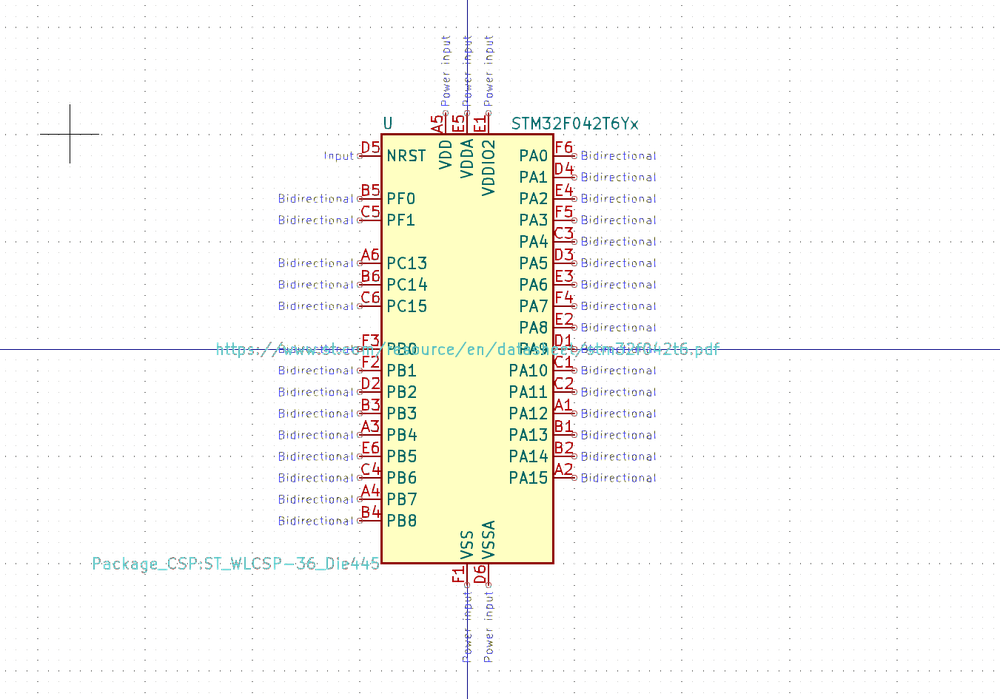 Power input Power input Power input
A5 E5 E1
U STM32F042T6Yx
VDD VDDA VDDIO2
Input D5 NRST PA0 F6 Bidirectional
PA1 D4 Bidirectional
Bidirectional B5 PF0 PA2 E4 Bidirectional
Bidirectional C5 PF1 PA3 F5 Bidirectional
PA4 C3 Bidirectional
Bidirectional A6 PC13 PA5 D3 Bidirectional
Bidirectional B6 PC14 PA6 E3 Bidirectional
Bidirectional C6 PC15 PA7 F4 Bidirectional
PA8 E2 Bidirectional
Bidirectional F3 PB0 PA9 D1 Bidirectional
https://www.st.com/resource/en/datasheet/stm32f042t6.pdf
Bidirectional F2 PB1 PA10 C1 Bidirectional
Bidirectional D2 PB2 PA11 C2 Bidirectional
Bidirectional B3 PB3 PA12 A1 Bidirectional
Bidirectional A3 PB4 PA13 B1 Bidirectional
Bidirectional E6 PB5 PA14 B2 Bidirectional
Bidirectional C4 PB6 PA15 A2 Bidirectional
Bidirectional A4 PB7
Bidirectional B4 PB8
VSS VSSA
Package_CSP:ST_WLCSP-36_Die445
F1 D6
Power input Power input